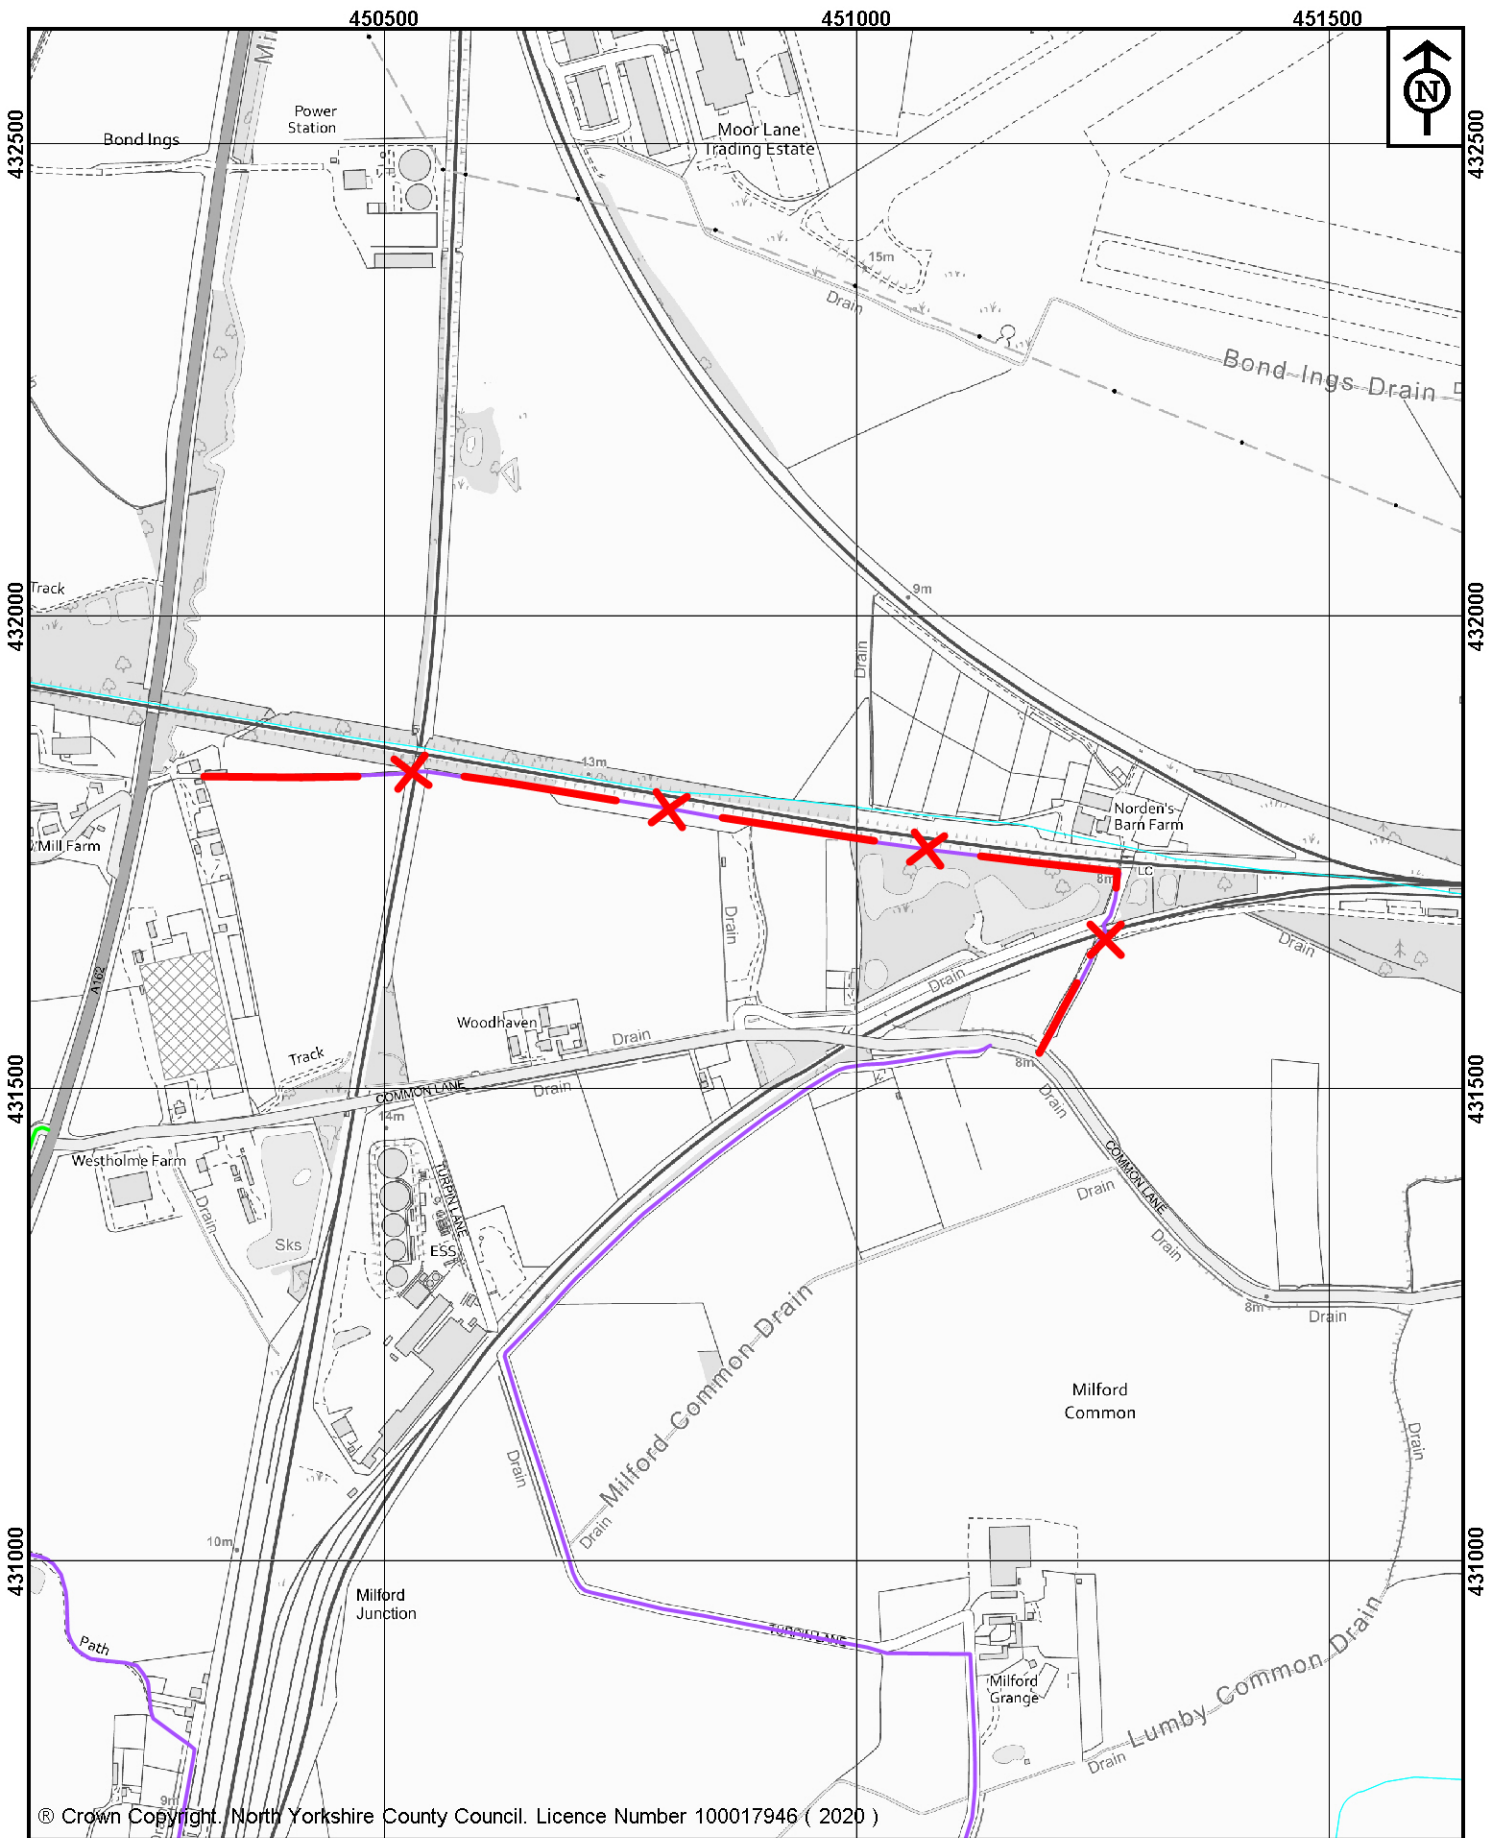 450500
451000
451500
N
Mil
Power
Station
Bond Ings
Moor Lane
Trading Estate
432500
432500
15m
Drain
Bond Ings Drain
D
Track
9m
432000
432000
Drain
13m
Norden's
Barn Farm
Mill Farm
8m
LC
Drain
Drain
Drain
A162
Woodhaven
Drain
Track
431500
COMMON LANE
Drain
8m
Drain
431500
14m
Westholme Farm
TURPIN LANE
COMMON LANE
Drain
Drain
Drain
Sks
ESS
8m
Drain
Milford Common Drain
Milford
Common
Drain
Drain
Drain
10m
431000
431000
Milford
Junction
Path
TURPIN LANE
Milford
Grange
Lumby Common Drain
Drain
9m
Drain
® Crown Copyright. North Yorkshire County Council. Licence Number 100017946 ( 2020 )